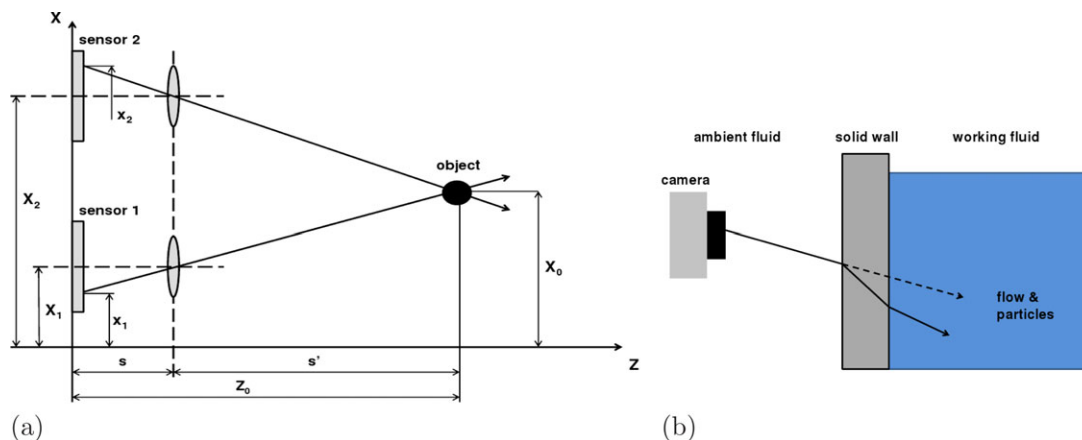 X
sensor 2
x₂
object
X₂
sensor 1
X₀
X₁
x₁
s
s'
Z
Z₀
(a)
ambient fluid
solid wall
working fluid
camera
flow &
particles
(b)